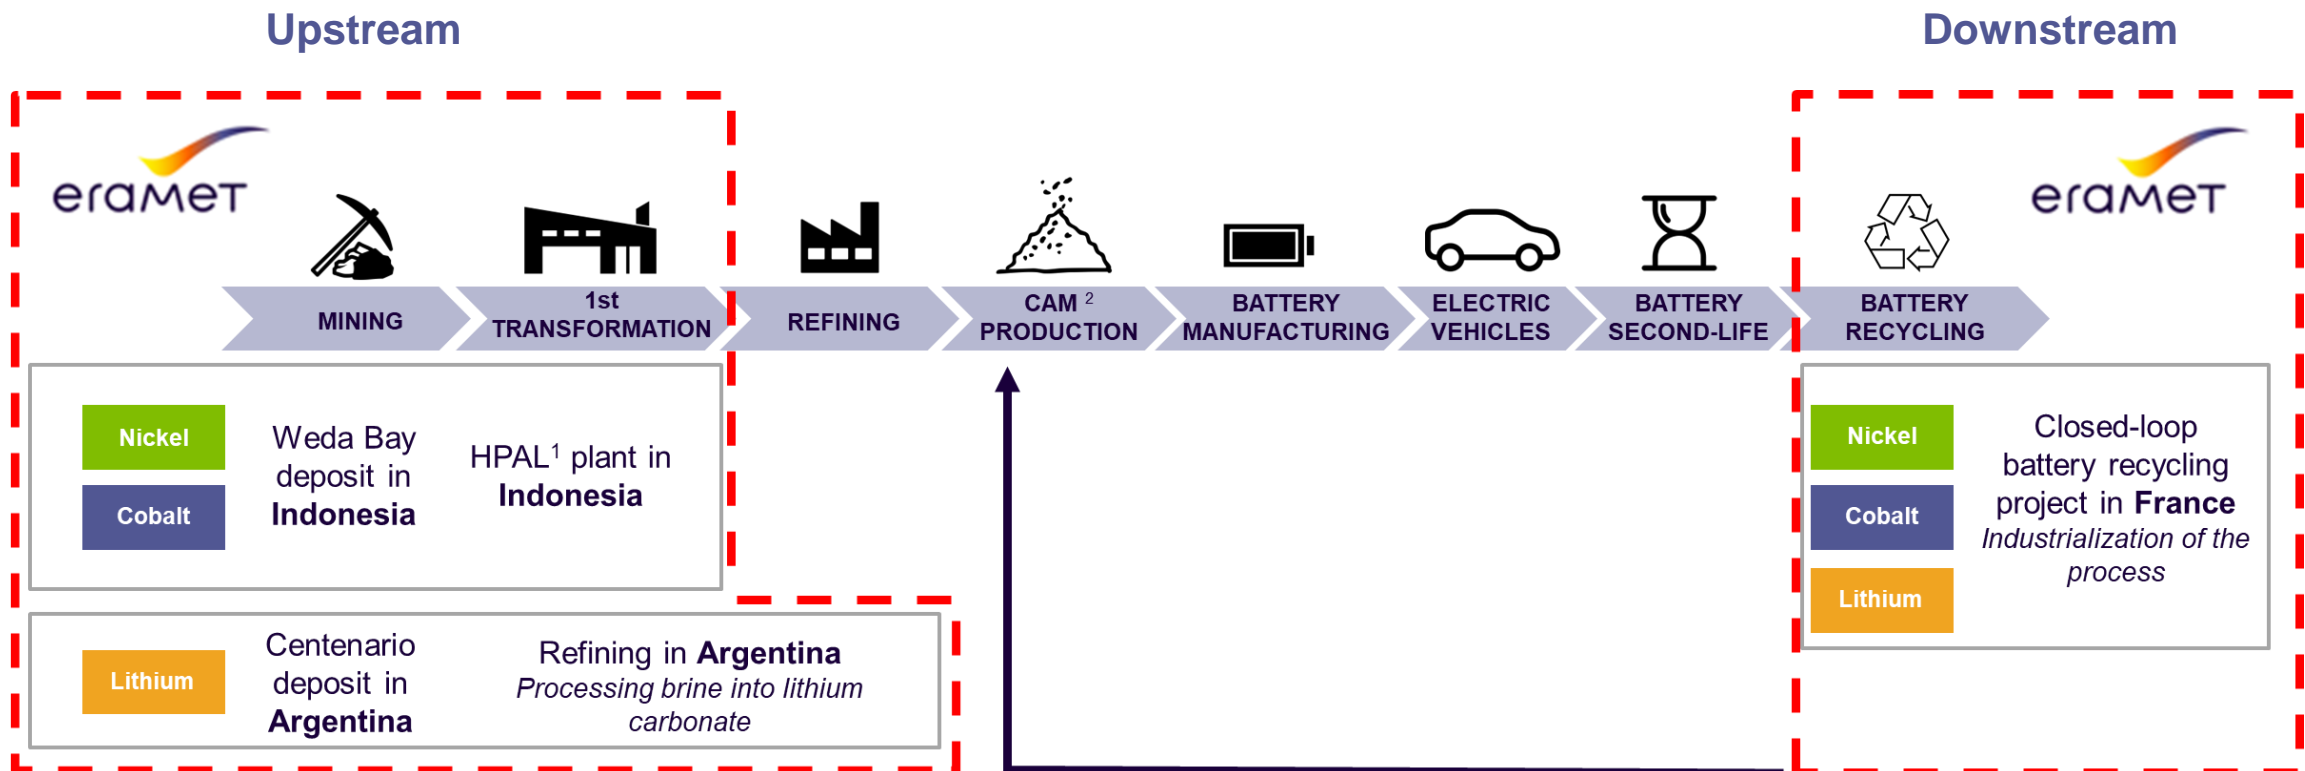 Upstream
Downstream
eramet
eramet
MINING
1st
TRANSFORMATION
REFINING
CAM 2
PRODUCTION
BATTERY
MANUFACTURING
ELECTRIC
VEHICLES
BATTERY
SECOND-LIFE
BATTERY
RECYCLING
Nickel
Cobalt
Weda Bay
deposit in
Indonesia
HPAL1 plant in
Indonesia
Lithium
Centenario
deposit in
Argentina
Refining in Argentina
Processing brine into lithium
carbonate
Nickel
Cobalt
Lithium
Closed-loop
battery recycling
project in France
Industrialization of the
process